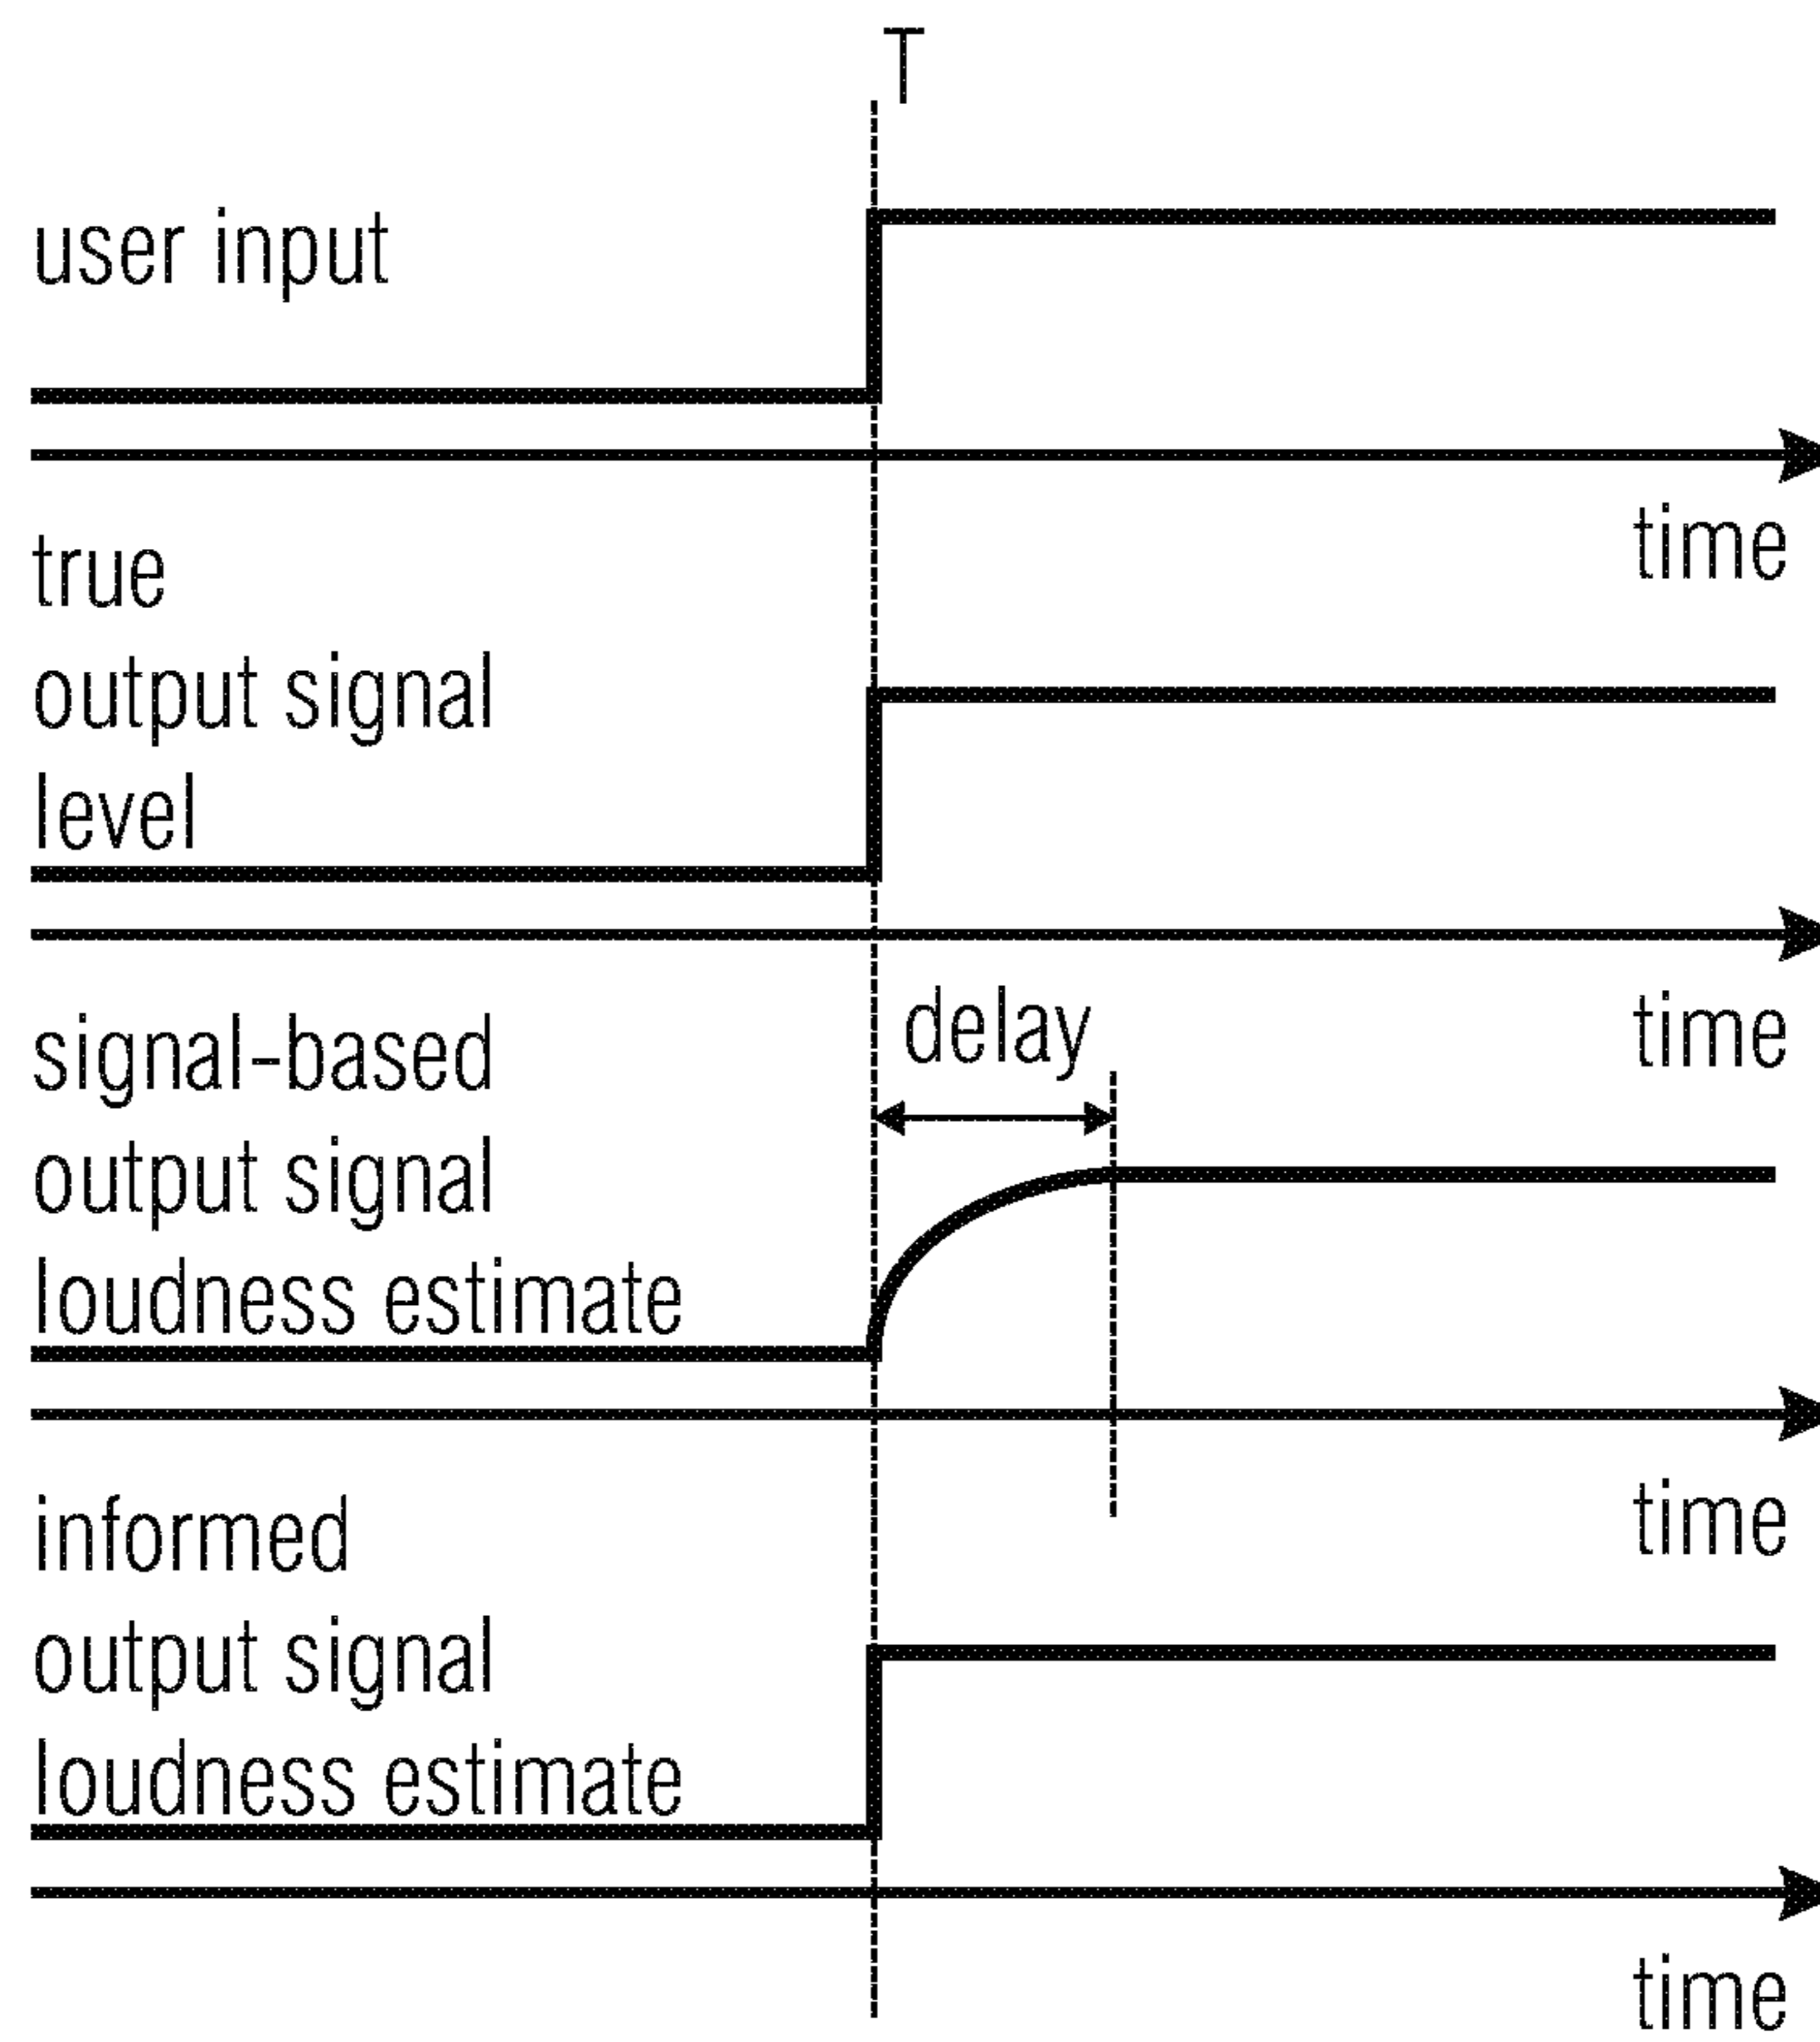 T
user input
time
true
output signal
level
time
delay
signal-based
output signal
loudness estimate
time
informed
output signal
loudness estimate
time